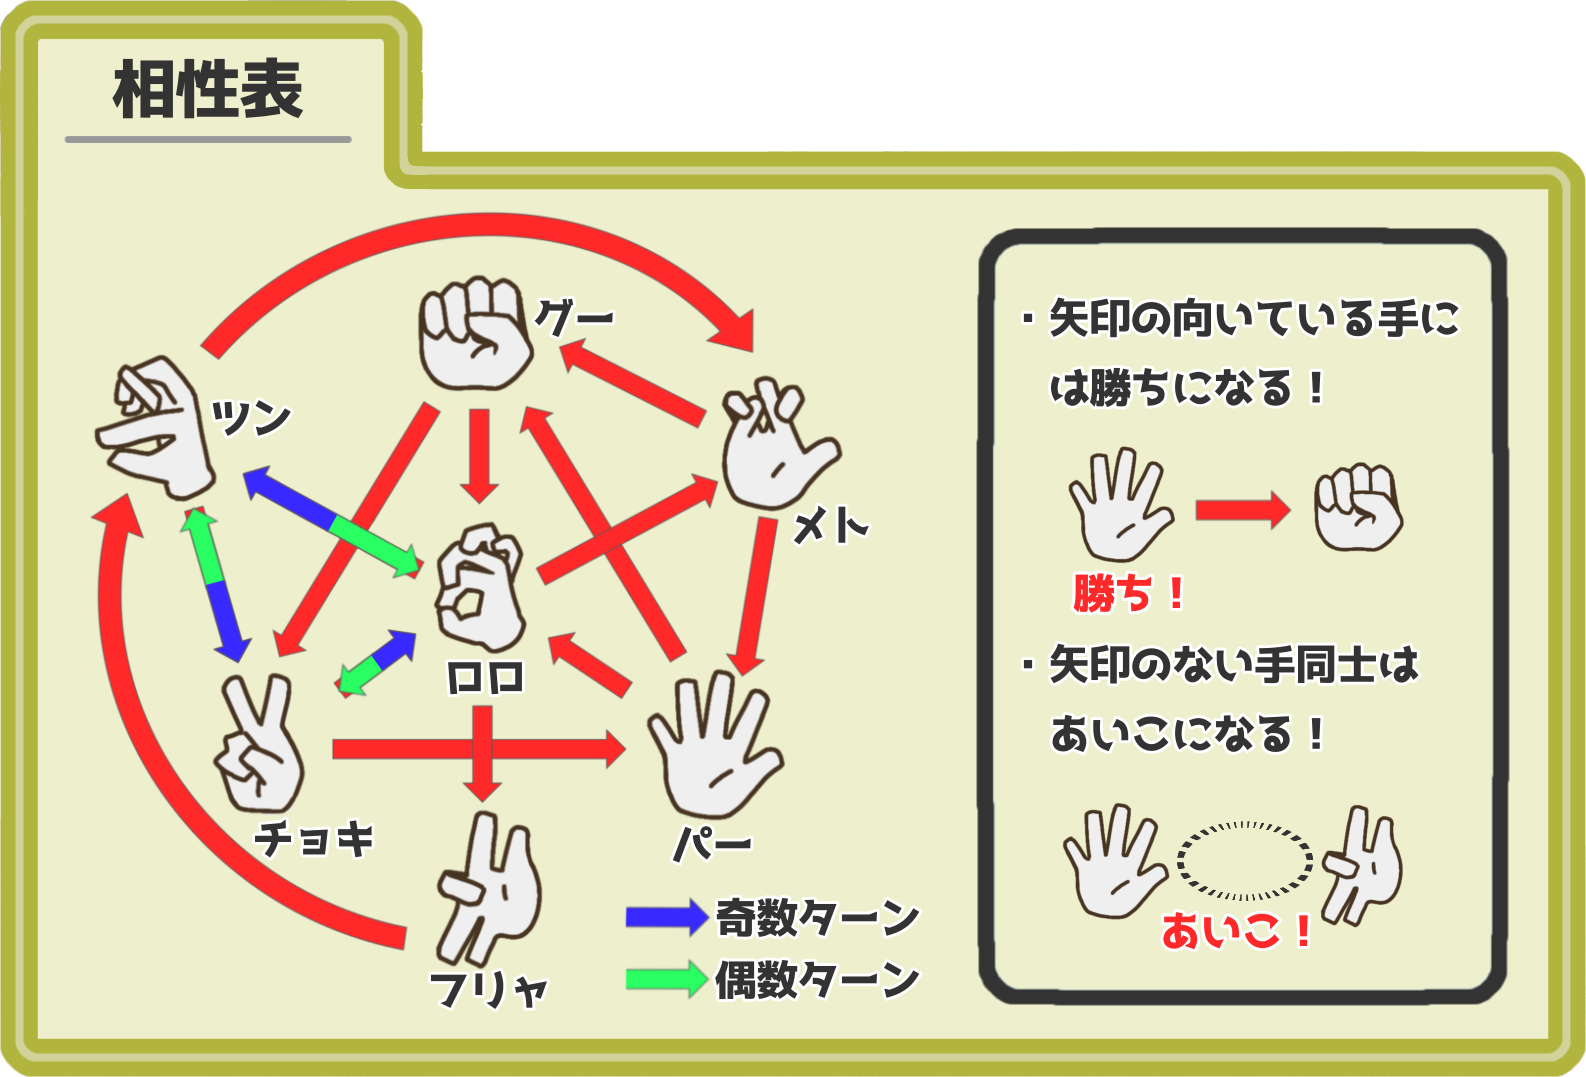 相性表
グー
ツン
メト
ロロ
チョキ
パー
フリャ
奇数ターン
偶数ターン
・矢印の向いている手に
は勝ちになる！
勝ち！
・矢印のない手同士は
あいこになる！
あいこ！